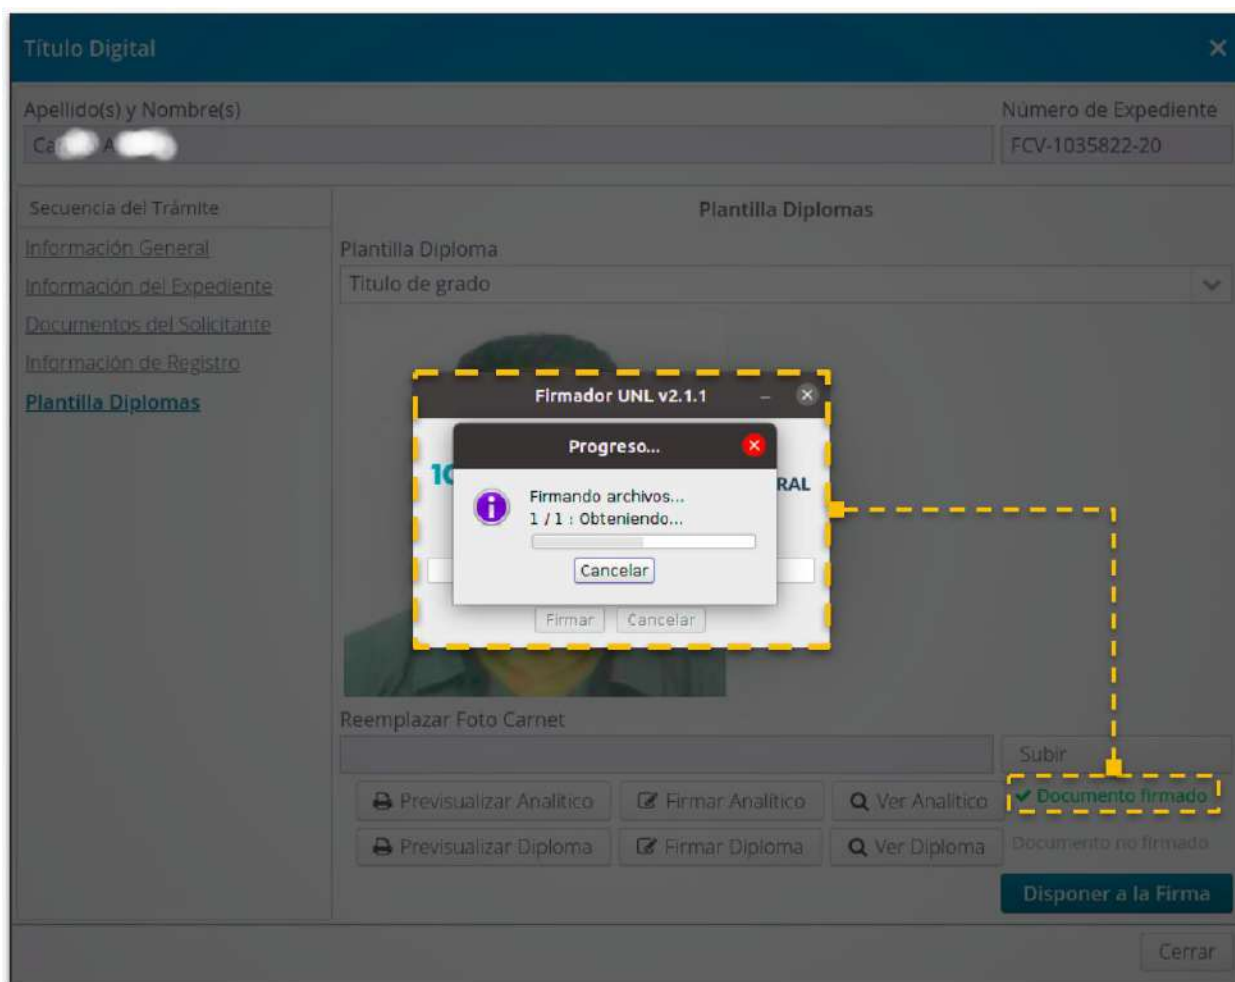 Título Digital
Apellido(s) y Nombre(s)
Número de Expediente
Ca A
FCV-1035822-20
Secuencia del Trámite
Plantilla Diplomas
Información General
Información del Expediente
Documentos del Solicitante
Información de Registro
Plantilla Diplomas
Plantilla Diploma
Titulo de grado
Firmador UNL v2.1.1
Progreso...
10
RAL
Firmando archivos...
1 / 1 : Obteniendo...
Cancelar
Firmar Cancelar
Reemplazar Foto Carnet
Subir
Previsualizar Analítico Firmar Analítico Ver Analítico Documento firmado
Previsualizar Diploma Firmar Diploma Ver Diploma Documento no firmado
Disponer a la Firma
Cerrar